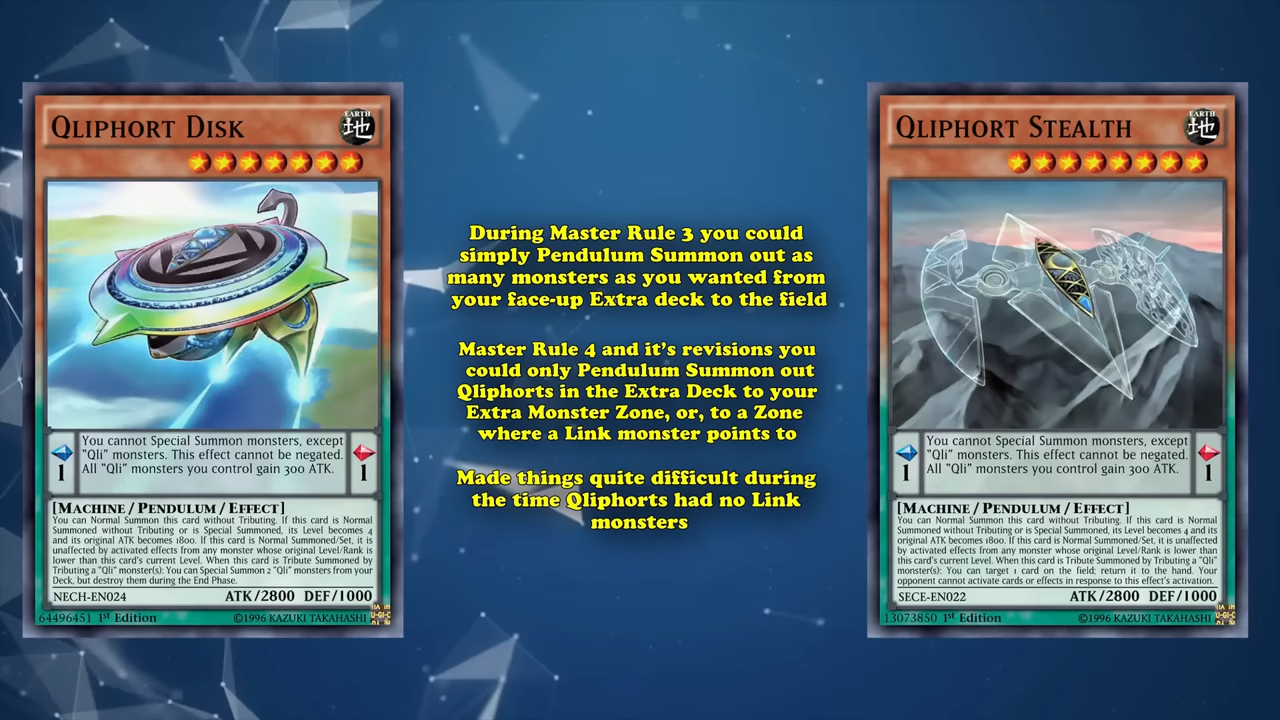 QLIPHORT DISK
EARTH
地
1
1
You cannot Special Summon monsters, except
"Qli" monsters. This effect cannot be negated.
All "Qli" monsters you control gain 300 ATK.
[MACHINE / PENDULUM / EFFECT]
You can Normal Summon this card without Tributing. If this card is Normal
Summoned without Tributing or is Special Summoned, its Level becomes 4
and its original ATK becomes 1800. If this card is Normal Summoned/Set, it is
unaffected by activated effects from any monster whose original Level/Rank is
lower than this card's current Level. When this card is Tribute Summoned by
Tributing a "Qli" monster(s): You can Special Summon 2 "Qli" monsters from your
Deck, but destroy them during the End Phase.
NECH-EN024
ATK/2800 DEF/1000
64496451 1st Edition
©1996 KAZUKI TAKAHASHI
During Master Rule 3 you could
simply Pendulum Summon out as
many monsters as you wanted from
your face-up Extra deck to the field
Master Rule 4 and it's revisions you
could only Pendulum Summon out
Qliphorts in the Extra Deck to your
Extra Monster Zone, or, to a Zone
where a Link monster points to
Made things quite difficult during
the time Qliphorts had no Link
monsters
QLIPHORT STEALTH
EARTH
地
1
1
You cannot Special Summon monsters, except
"Qli" monsters. This effect cannot be negated.
All "Qli" monsters you control gain 300 ATK.
[MACHINE / PENDULUM / EFFECT]
You can Normal Summon this card without Tributing. If this card is Normal
Summoned without Tributing or is Special Summoned, its Level becomes 4
and its original ATK becomes 1800. If this card is Normal Summoned/Set, it is
unaffected by activated effects from any monster whose original Level/Rank is
lower than this card's current Level. When this card is Tribute Summoned by
Tributing a "Qli" monster(s): You can target 1 card on the field; return it to the hand. Your
opponent cannot activate cards or effects in response to this effect's activation.
SECE-EN022
ATK/2800 DEF/1000
13073850 1st Edition
©1996 KAZUKI TAKAHASHI